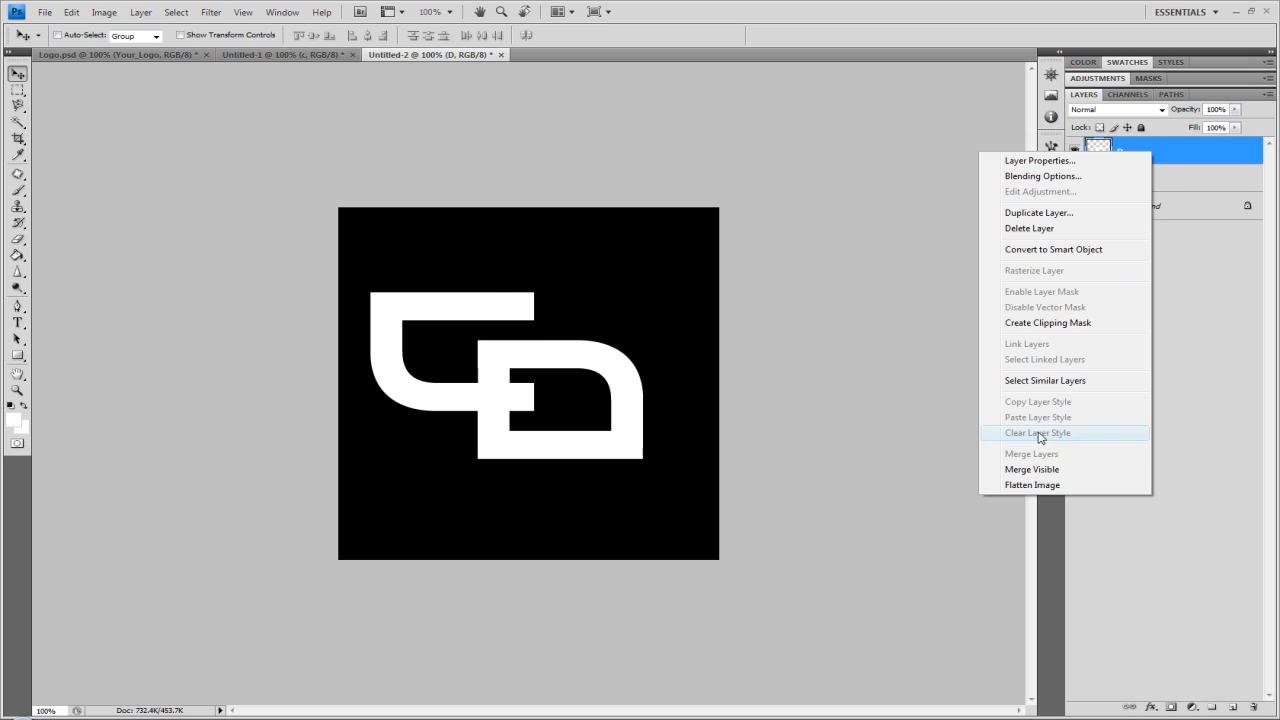 Ps File Edit Image Layer Select Filter View Window Help Br 100% ESSENTIALS
Auto-Select: Group Show Transform Controls
Logo.psd @ 100% (Your_Logo, RGB/8) * Untitled-1 @ 100% (c, RGB/8) * Untitled-2 @ 100% (D, RGB/8) *
COLOR SWATCHES STYLES
ADJUSTMENTS MASKS
LAYERS CHANNELS PATHS
Normal Opacity: 100%
Lock: Fill: 100%
Layer Properties...
Blending Options...
Edit Adjustment...
Duplicate Layer...
Delete Layer
Convert to Smart Object
Rasterize Layer
Enable Layer Mask
Disable Vector Mask
Create Clipping Mask
Link Layers
Select Linked Layers
Select Similar Layers
Copy Layer Style
Paste Layer Style
Clear Layer Style
Merge Layers
Merge Visible
Flatten Image
100% Doc: 732.4K/453.7K